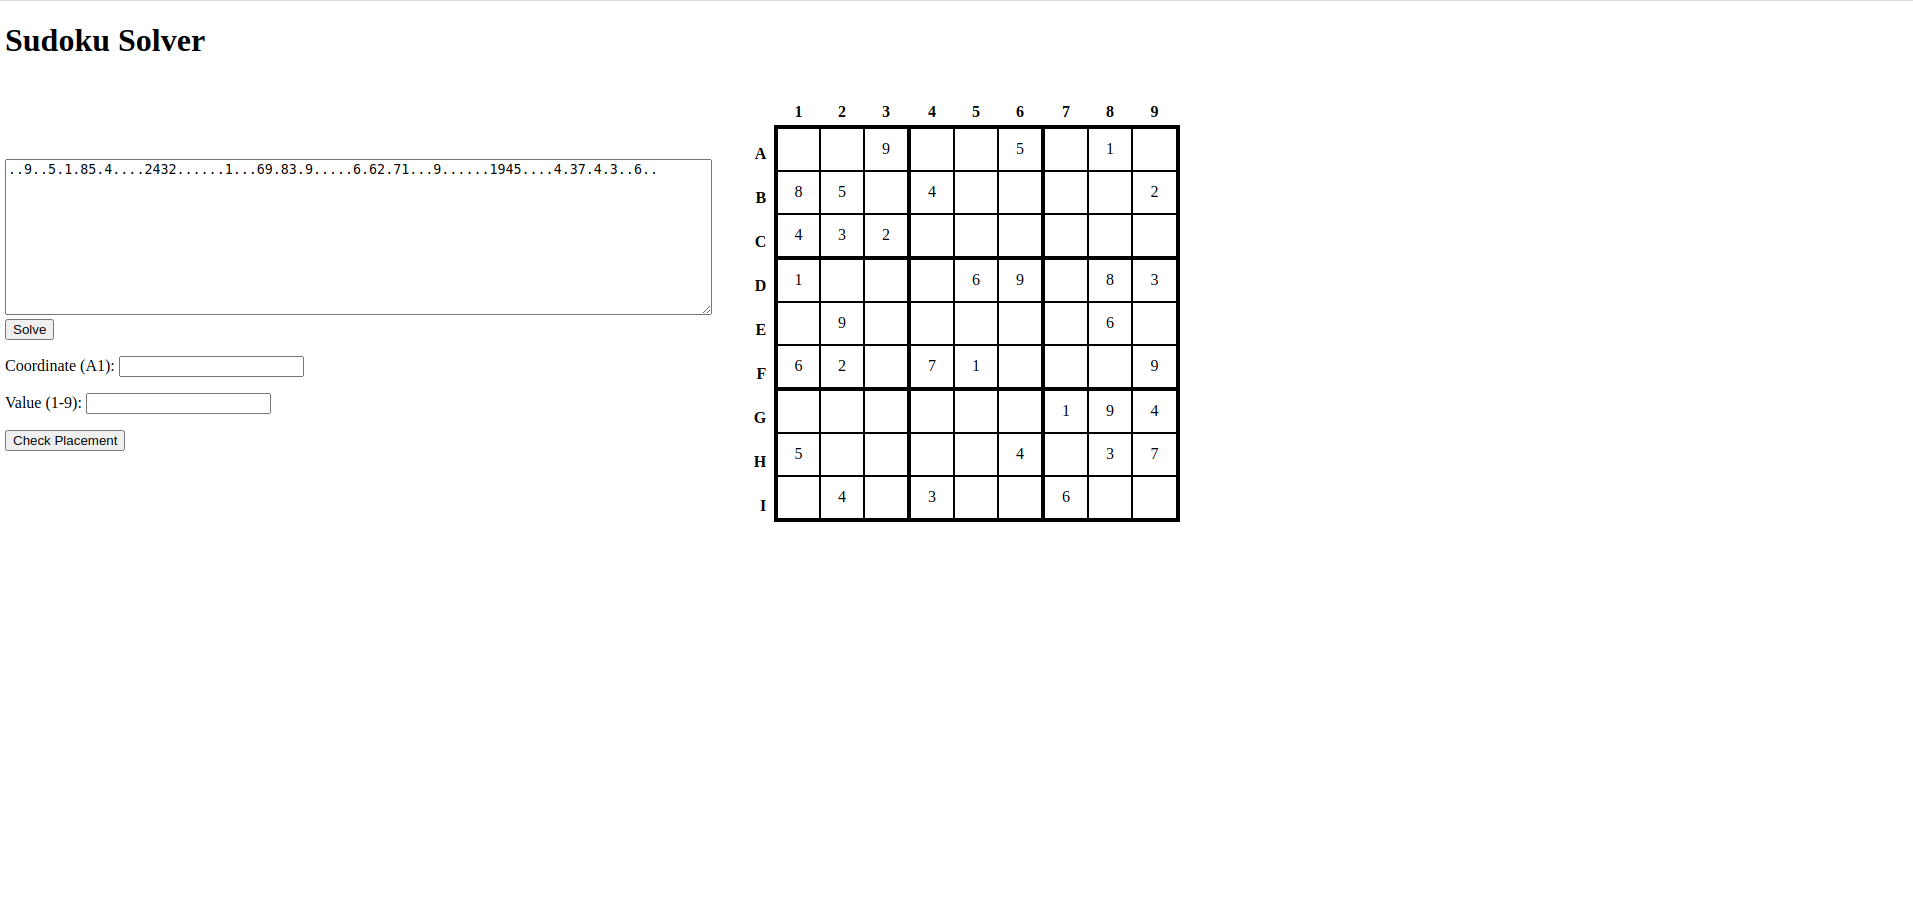 Sudoku Solver
..9..5.1.85.4....2432......1...69.83.9.....6.62.71...9......1945....4.37.4.3..6..
Solve
Coordinate (A1):
Value (1-9):
Check Placement
1 2 3 4 5 6 7 8 9
A 9 5 1
B 8 5 4 2
C 4 3 2
D 1 6 9 8 3
E 9 6
F 6 2 7 1 9
G 1 9 4
H 5 4 3 7
I 4 3 6